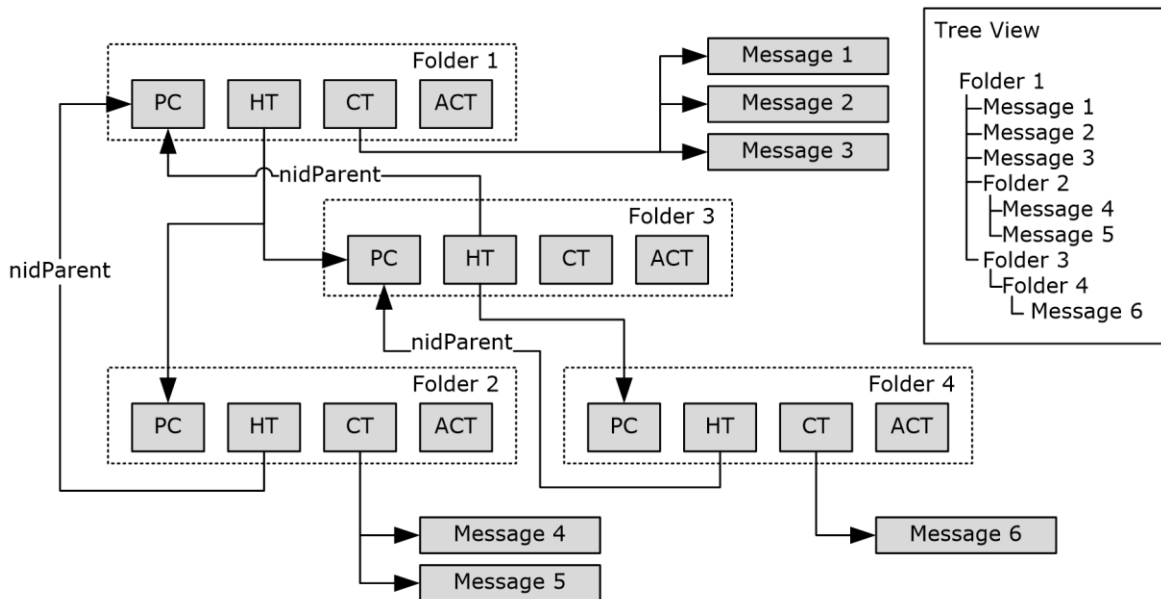 Folder 1
PC HT CT ACT
Message 1
Message 2
Message 3
nidParent
Folder 3
PC HT CT ACT
nidParent
nidParent
Folder 2
PC HT CT ACT
Folder 4
PC HT CT ACT
Message 4
Message 5
Message 6
Tree View
Folder 1
Message 1
Message 2
Message 3
Folder 2
Message 4
Message 5
Folder 3
Folder 4
Message 6